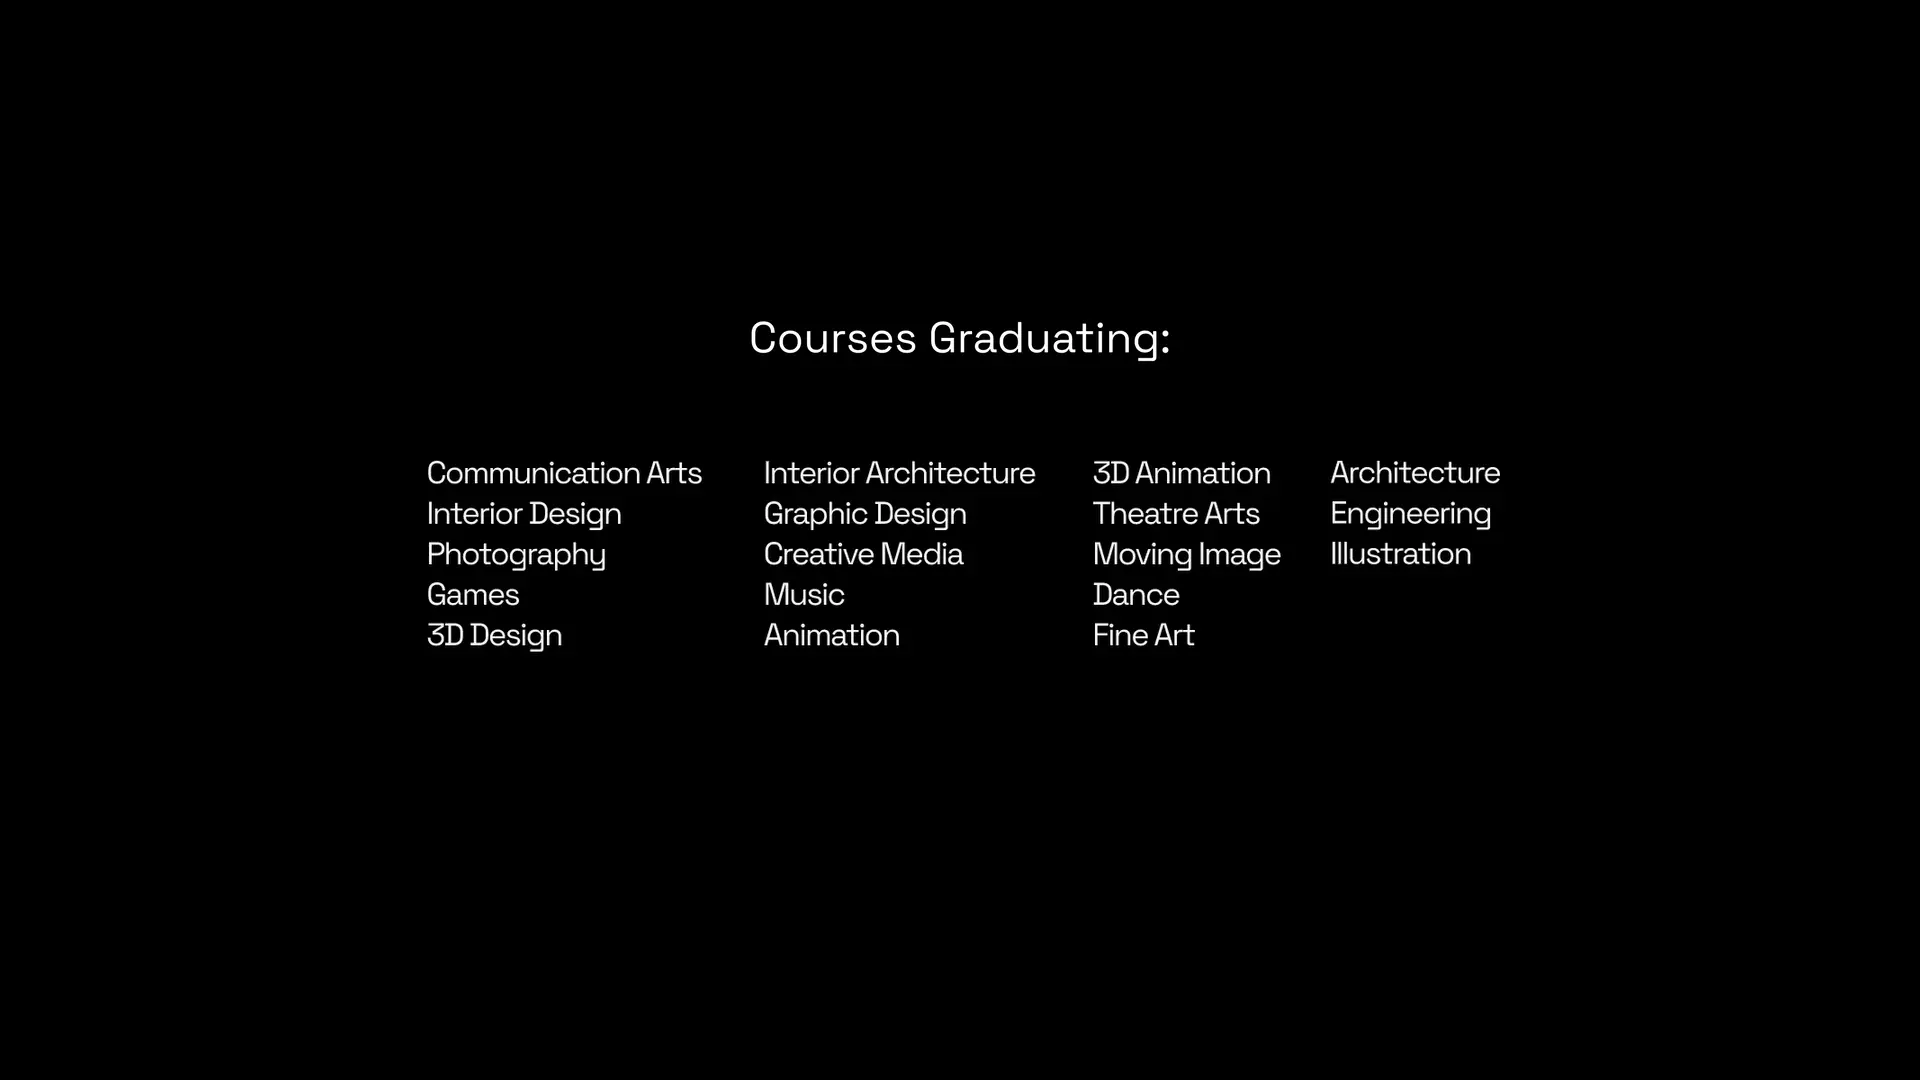 Courses Graduating:
Communication Arts
Interior Design
Photography
Games
3D Design
Interior Architecture
Graphic Design
Creative Media
Music
Animation
3D Animation
Theatre Arts
Moving Image
Dance
Fine Art
Architecture
Engineering
Illustration